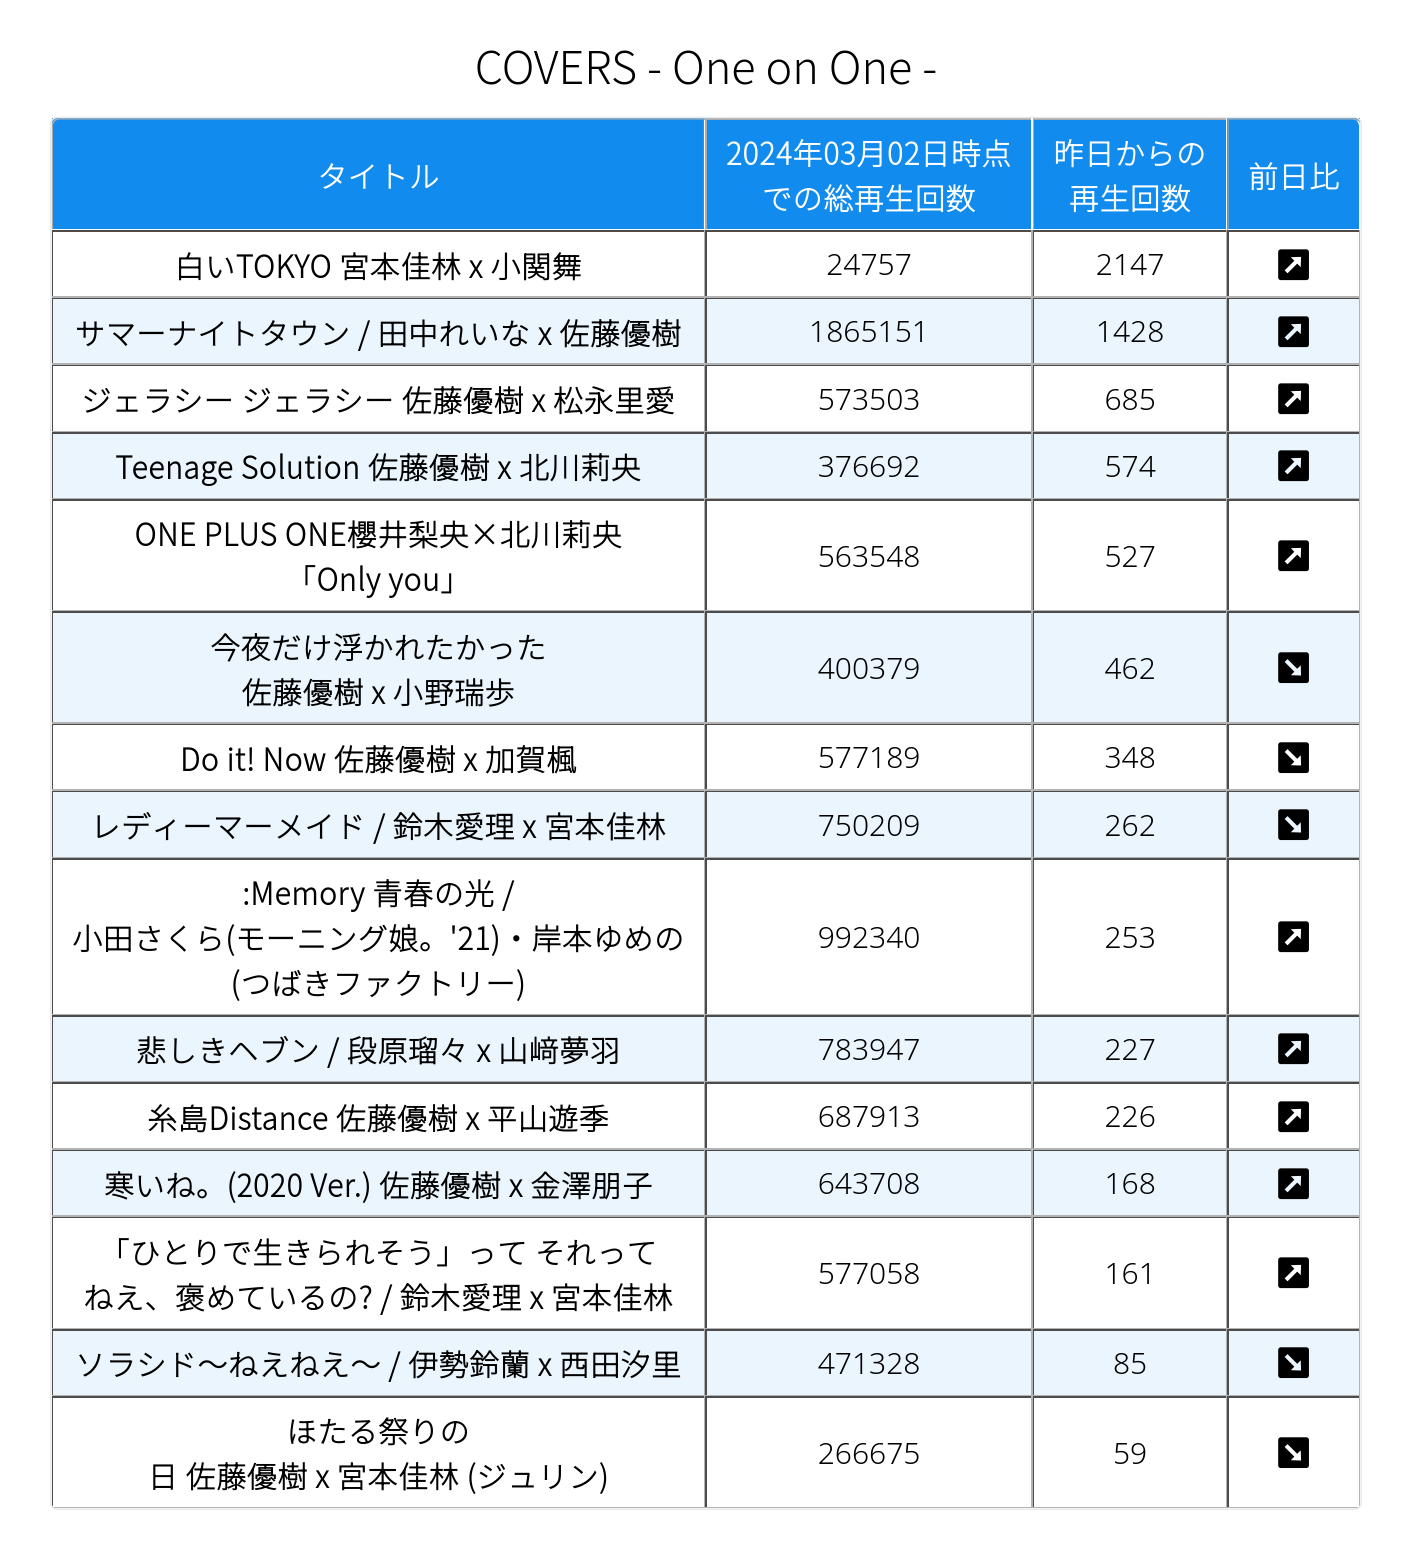 COVERS - One on One -
タイトル
2024年03月02日時点
での総再生回数
昨日からの
再生回数
前日比
白いTOKYO 宮本佳林 x 小関舞
24757
2147
サマーナイトタウン / 田中れいな x 佐藤優樹
1865151
1428
ジェラシー ジェラシー 佐藤優樹 x 松永里愛
573503
685
Teenage Solution 佐藤優樹 x 北川莉央
376692
574
ONE PLUS ONE櫻井梨央×北川莉央
「Only you」
563548
527
今夜だけ浮かれたかった
佐藤優樹 x 小野瑞歩
400379
462
Do it! Now 佐藤優樹 x 加賀楓
577189
348
レディーマーメイド / 鈴木愛理 x 宮本佳林
750209
262
:Memory 青春の光 /
小田さくら(モーニング娘。'21)・岸本ゆめの
(つばきファクトリー)
992340
253
悲しきヘブン / 段原瑠々 x 山﨑夢羽
783947
227
糸島Distance 佐藤優樹 x 平山遊季
687913
226
寒いね。(2020 Ver.) 佐藤優樹 x 金澤朋子
643708
168
「ひとりで生きられそう」って それって
ねえ、褒めているの? / 鈴木愛理 x 宮本佳林
577058
161
ソラシド〜ねえねえ〜 / 伊勢鈴蘭 x 西田汐里
471328
85
ほたる祭りの
日 佐藤優樹 x 宮本佳林 (ジュリン)
266675
59